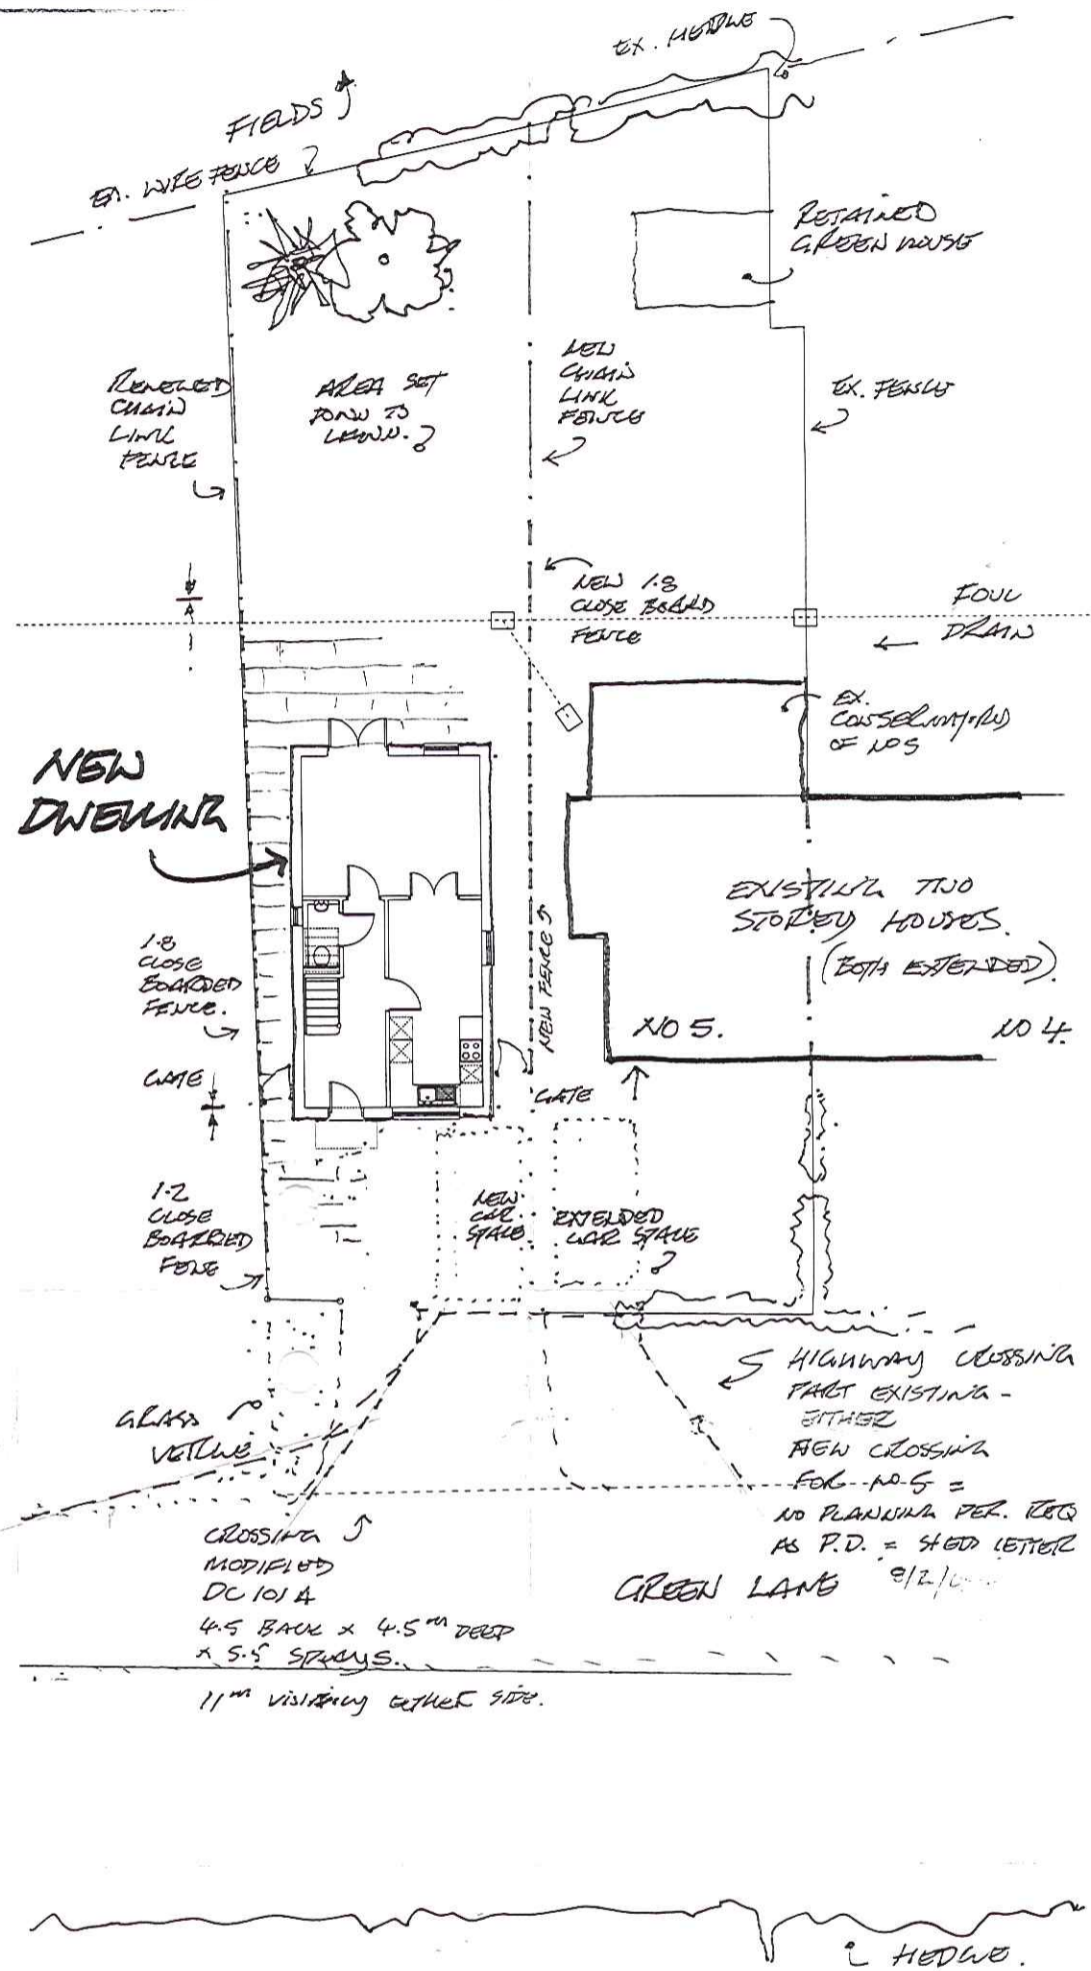 EX. HEDGE
FIELDS
EX. WIRE FENCE
RETAINED
GREEN HOUSE
RENEWED
CHAIN
LINK
FENCE
AREA SET
DOWN TO
LAWN.
NEW
CHAIN
LINK
FENCE
EX. FENCE
NEW 1.8
CLOSE BOARD
FENCE
FOUL
DRAIN
EX.
OF NO5
NEW
DWELLING
EXISTING TWO
STOREY HOUSES.
(BOTH EXTENDED).
1.8
CLOSE
BOARDED
FENCE.
NEW FENCE
NO 5.
NO 4.
GATE
GATE
1.2
CLOSE
BOARDED
FENCE
NEW
CAR
SPACE
EXTENDED
CAR SPACE
GRASS
VERGE
HIGHWAY CROSSING
PART EXISTING -
EITHER
NEW CROSSING
FOR NO 5 =
NO PLANNING PER. REQ
AS P.D. = LETTER
8/2/
CROSSING
MODIFIED
DC 101 A
4.5 BACK x 4.5m DEEP
x 5.5 SPLAYS.
GREEN LANE
11m VISIBILITY EITHER SIDE.
HEDGE.